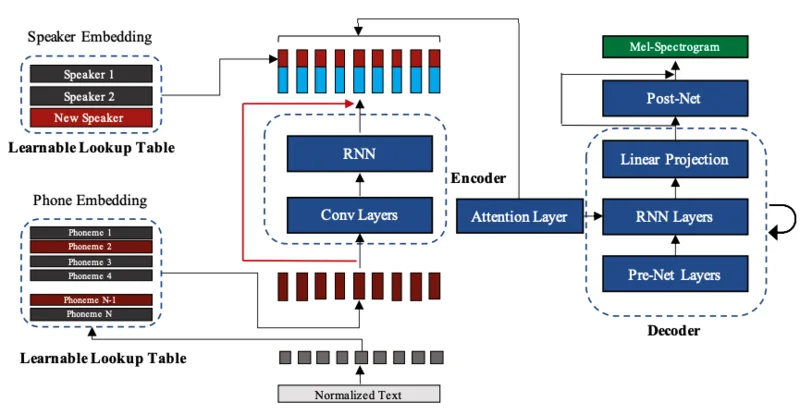 Speaker Embedding
Speaker 1
Speaker 2
New Speaker
Learnable Lookup Table
Phone Embedding
Phoneme 1
Phoneme 2
Phoneme 3
Phoneme 4
Phoneme N-1
Phoneme N
Learnable Lookup Table
RNN
Conv Layers
Encoder
Normalized Text
Attention Layer
Mel-Spectrogram
Post-Net
Linear Projection
RNN Layers
Pre-Net Layers
Decoder